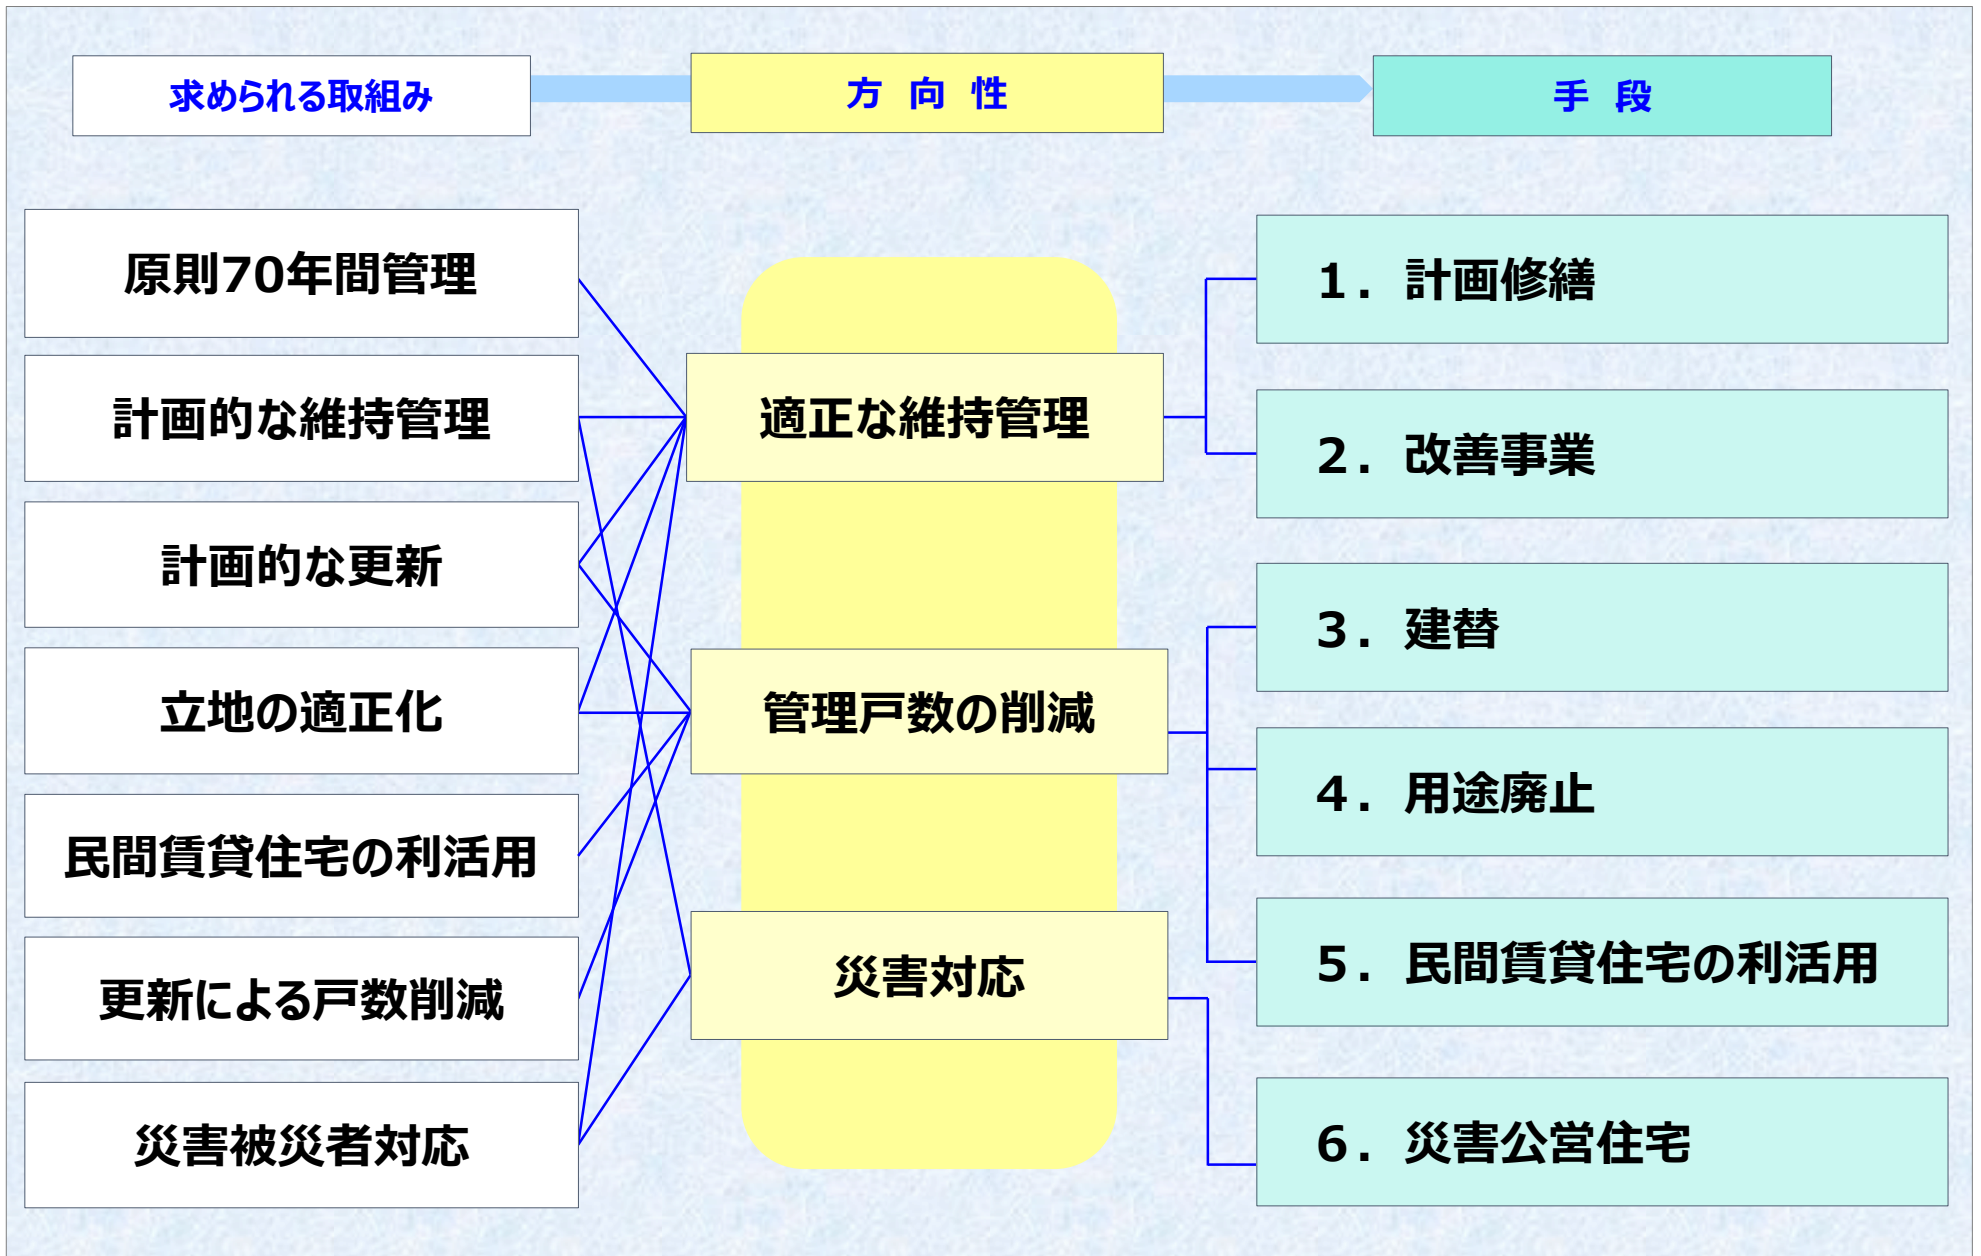 求められる取組み
方 向 性
手 段
原則70年間管理
計画的な維持管理
計画的な更新
立地の適正化
民間賃貸住宅の利活用
更新による戸数削減
災害被災者対応
適正な維持管理
管理戸数の削減
災害対応
1．計画修繕
2．改善事業
3．建替
4．用途廃止
5．民間賃貸住宅の利活用
6．災害公営住宅